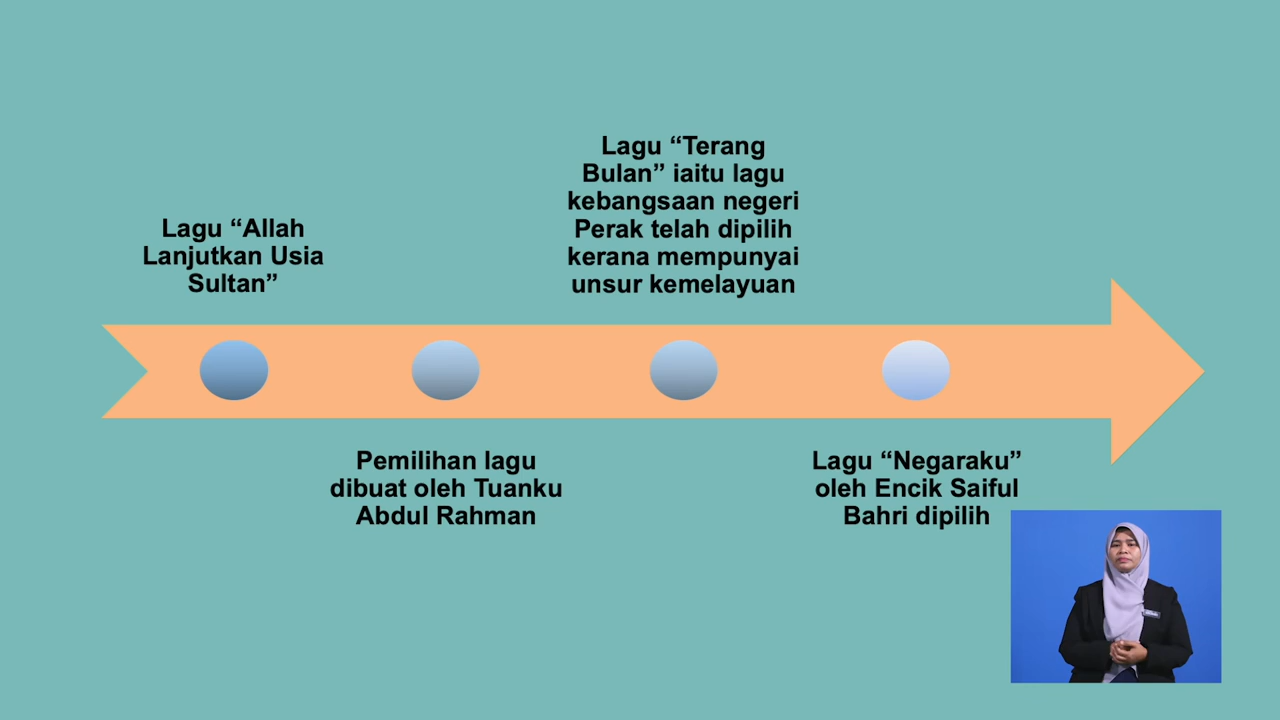 Lagu “Allah
Lanjutkan Usia
Sultan”
Pemilihan lagu
dibuat oleh Tuanku
Abdul Rahman
Lagu “Terang
Bulan” iaitu lagu
kebangsaan negeri
Perak telah dipilih
kerana mempunyai
unsur kemelayuan
Lagu “Negaraku”
oleh Encik Saiful
Bahri dipilih